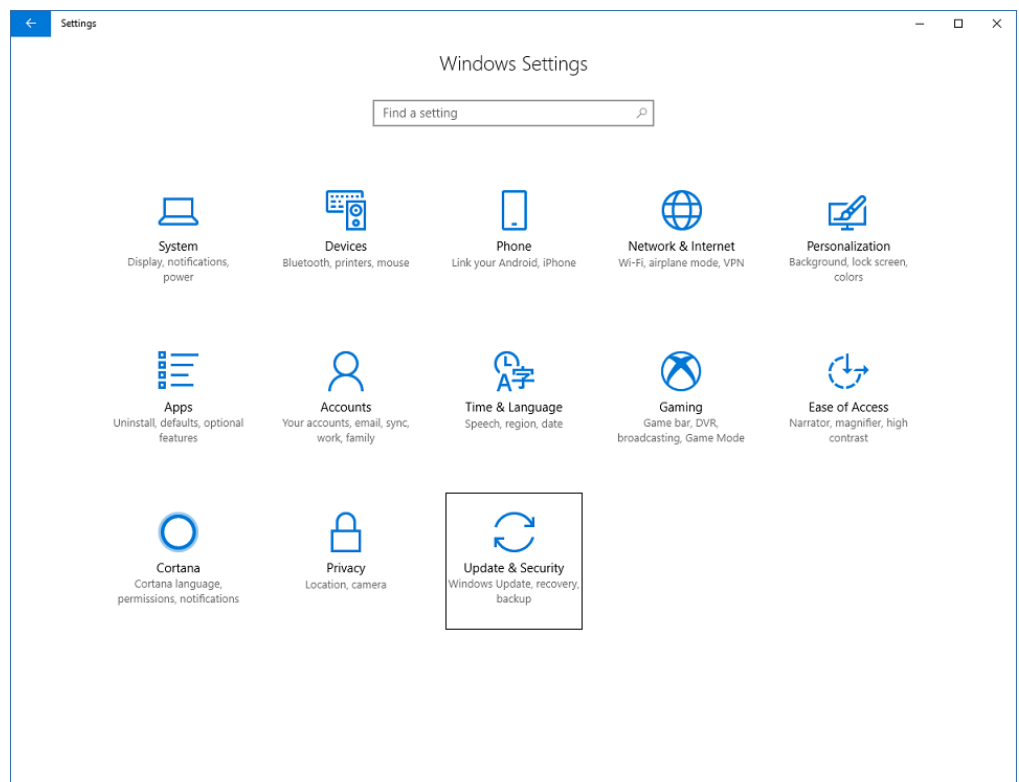 Settings
Windows Settings
Find a setting
System
Display, notifications,
power
Devices
Bluetooth, printers, mouse
Phone
Link your Android, iPhone
Network & Internet
Wi-Fi, airplane mode, VPN
Personalization
Background, lock screen,
colors
Apps
Uninstall, defaults, optional
features
Accounts
Your accounts, email, sync,
work, family
Time & Language
Speech, region, date
Gaming
Game bar, DVR,
broadcasting, Game Mode
Ease of Access
Narrator, magnifier, high
contrast
Cortana
Cortana language,
permissions, notifications
Privacy
Location, camera
Update & Security
Windows Update, recovery,
backup